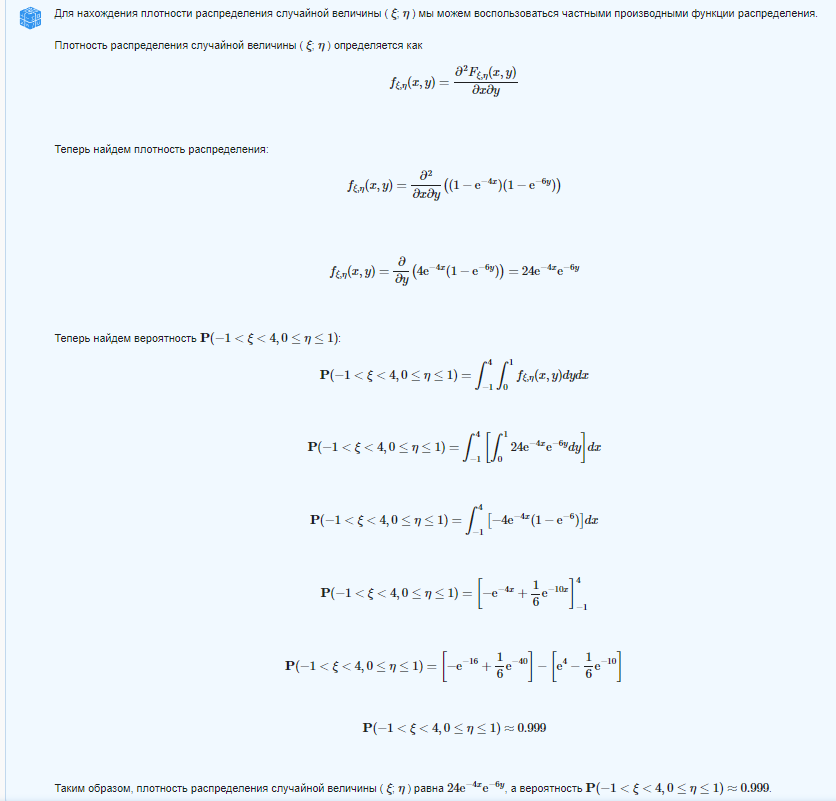 Для нахождения плотности распределения случайной величины ( ξ; η ) мы можем воспользоваться частными производными функции распределения.
Плотность распределения случайной величины ( ξ; η ) определяется как
f_{ξ,η}(x, y) = ∂²F_{ξ,η}(x, y) / ∂x∂y
Теперь найдем плотность распределения:
f_{ξ,η}(x, y) = ∂² / ∂x∂y ((1 − e^{−4x})(1 − e^{−6y}))
f_{ξ,η}(x, y) = ∂ / ∂y (4e^{−4x}(1 − e^{−6y})) = 24e^{−4x}e^{−6y}
Теперь найдем вероятность P(−1 < ξ < 4, 0 ≤ η ≤ 1):
P(−1 < ξ < 4, 0 ≤ η ≤ 1) = ∫_{−1}^{4} ∫_{0}^{1} f_{ξ,η}(x, y)dydx
P(−1 < ξ < 4, 0 ≤ η ≤ 1) = ∫_{−1}^{4} [∫_{0}^{1} 24e^{−4x}e^{−6y}dy] dx
P(−1 < ξ < 4, 0 ≤ η ≤ 1) = ∫_{−1}^{4} [−4e^{−4x}(1 − e^{−6})]dx
P(−1 < ξ < 4, 0 ≤ η ≤ 1) = [−e^{−4x} + 1/6 e^{−10x}]_{−1}^{4}
P(−1 < ξ < 4, 0 ≤ η ≤ 1) = [−e^{−16} + 1/6 e^{−40}] − [e^{4} − 1/6 e^{−10}]
P(−1 < ξ < 4, 0 ≤ η ≤ 1) ≈ 0.999
Таким образом, плотность распределения случайной величины ( ξ; η ) равна 24e^{−4x}e^{−6y}, а вероятность P(−1 < ξ < 4, 0 ≤ η ≤ 1) ≈ 0.999.